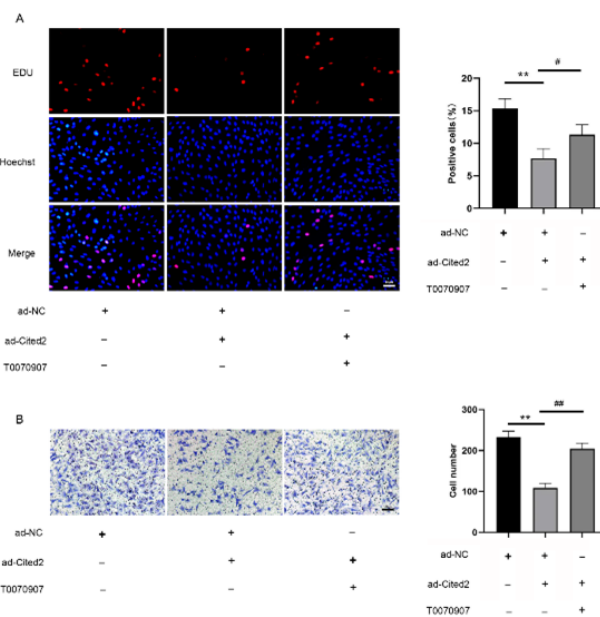 A
EDU
Hoechst
Merge
ad-NC + + −
ad-Cited2 − + +
T0070907 − − +
** #
Positive cells(%)
20
15
10
5
0
ad-NC + + −
ad-Cited2 − + +
T0070907 − − +
B
ad-NC + + −
ad-Cited2 − + +
T0070907 − − +
** ##
Cell number
300
200
100
0
ad-NC + + −
ad-Cited2 − + +
T0070907 − − +